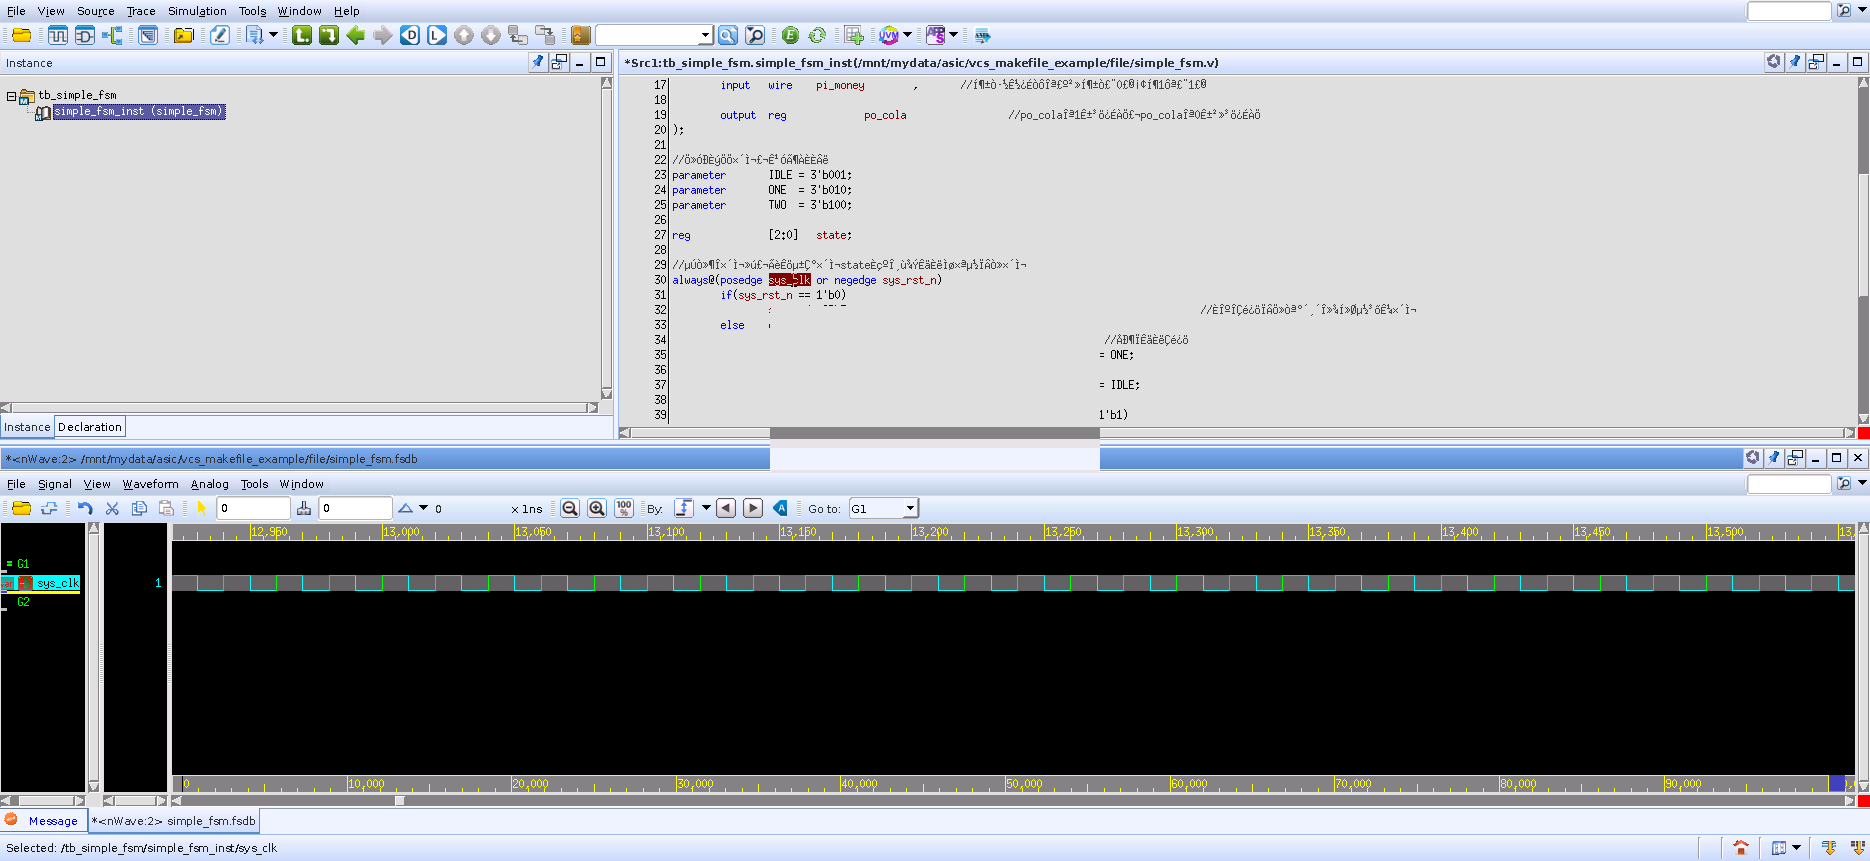 File View Source Trace Simulation Tools Window Help
Instance
*Src1:tb_simple_fsm.simple_fsm_inst(/mnt/mydata/asic/vcs_makefile_example/file/simple_fsm.v)
tb_simple_fsm
simple_fsm_inst (simple_fsm)
17 input wire pi_money ,
18
19 output reg po_cola
20 );
21
22
23 parameter IDLE = 3'b001;
24 parameter ONE = 3'b010;
25 parameter TWO = 3'b100;
26
27 reg [2:0] state;
28
29
30 always@(posedge sys_clk or negedge sys_rst_n)
31 if(sys_rst_n == 1'b0)
32
33 else
34
35 = ONE;
36
37 = IDLE;
38
39 1'b1)
Instance Declaration
*<nWave:2> /mnt/mydata/asic/vcs_makefile_example/file/simple_fsm.fsdb
File Signal View Waveform Analog Tools Window
0 0 0 x 1ns 100% By: Go to: G1
12,950 13,000 13,050 13,100 13,150 13,200 13,250 13,300 13,350 13,400 13,450 13,500
= G1
sys_clk 1
G2
0 10,000 20,000 30,000 40,000 50,000 60,000 70,000 80,000 90,000
Message *<nWave:2> simple_fsm.fsdb
Selected: /tb_simple_fsm/simple_fsm_inst/sys_clk